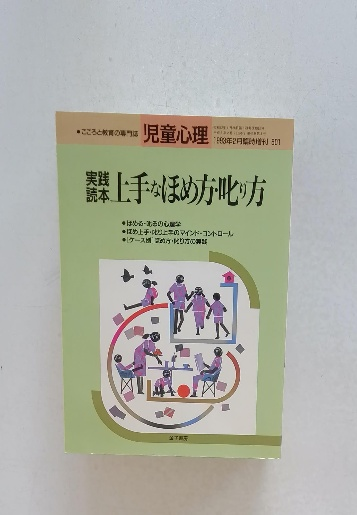 ●こころと教育の専門誌
児童心理
1993年2月臨時増刊
実践読本
上手なほめ方・叱り方
●ほめる・叱るの心理学
●ほめ上手・叱り上手のマインド・コントロール
●[ケース別] ほめ方・叱り方の実践
金子書房